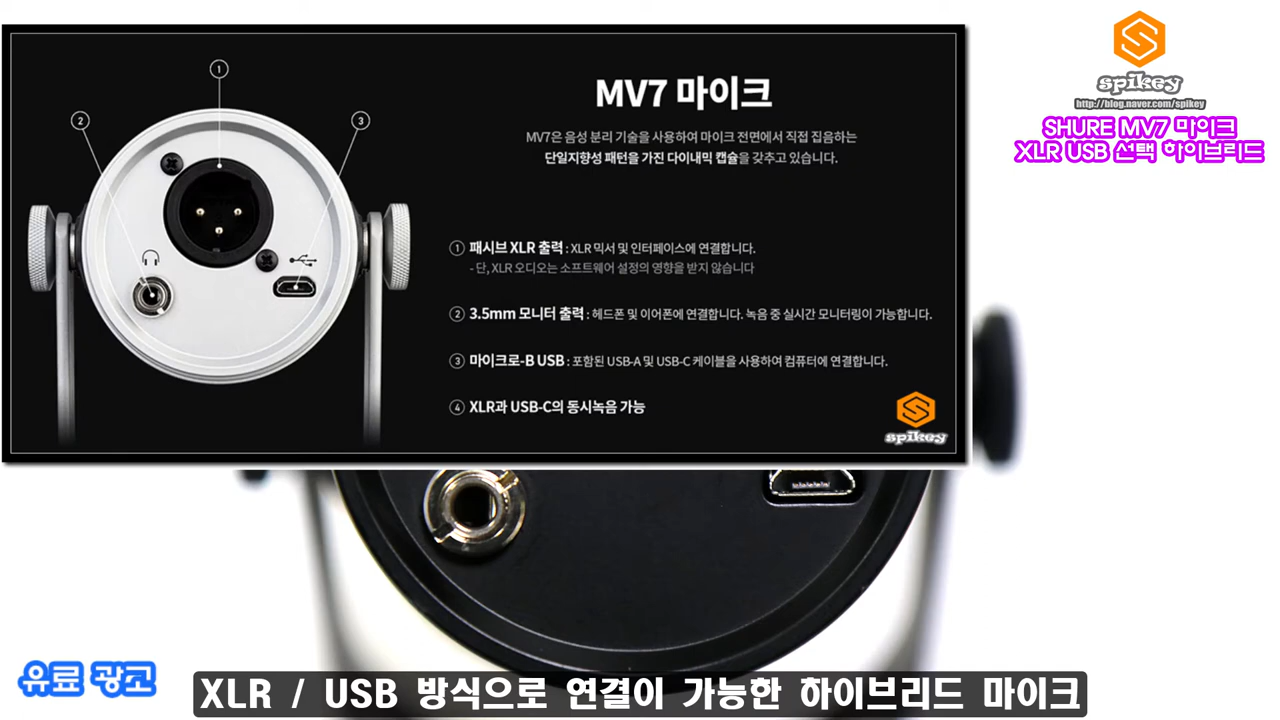 MV7 마이크
MV7은 음성 분리 기술을 사용하여 마이크 전면에서 직접 집음하는
단일지향성 패턴을 가진 다이내믹 캡슐을 갖추고 있습니다.
1
2
3
① 패시브 XLR 출력 : XLR 믹서 및 인터페이스에 연결합니다.
- 단, XLR 오디오는 소프트웨어 설정의 영향을 받지 않습니다
② 3.5mm 모니터 출력 : 헤드폰 및 이어폰에 연결합니다. 녹음 중 실시간 모니터링이 가능합니다.
③ 마이크로-B USB : 포함된 USB-A 및 USB-C 케이블을 사용하여 컴퓨터에 연결합니다.
④ XLR과 USB-C의 동시녹음 가능
spikey
spikey
http://blog.naver.com/spikey
SHURE MV7 마이크
XLR USB 선택 하이브리드
유료 광고
XLR / USB 방식으로 연결이 가능한 하이브리드 마이크